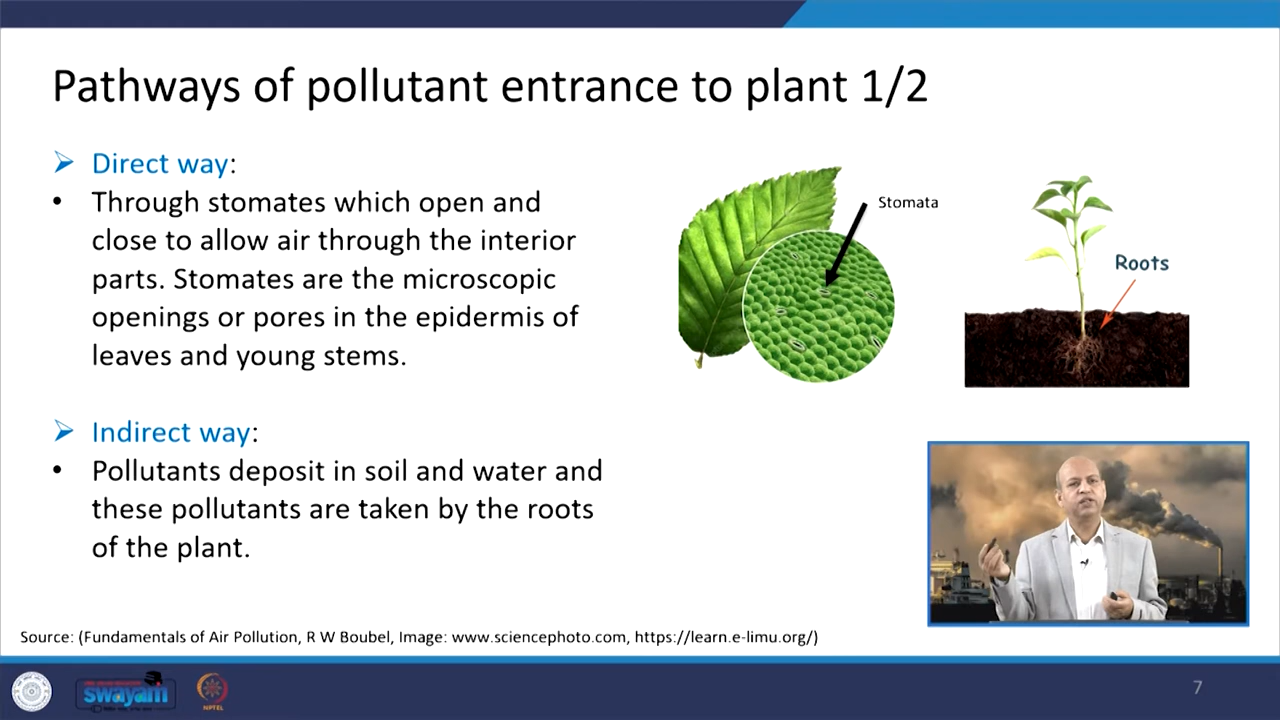 Pathways of pollutant entrance to plant 1/2
➢ Direct way:
• Through stomates which open and
close to allow air through the interior
parts. Stomates are the microscopic
openings or pores in the epidermis of
leaves and young stems.
➢ Indirect way:
• Pollutants deposit in soil and water and
these pollutants are taken by the roots
of the plant.
Stomata
Roots
Source: (Fundamentals of Air Pollution, R W Boubel, Image: www.sciencephoto.com, https://learn.e-limu.org/)
swayam
NPTEL
7